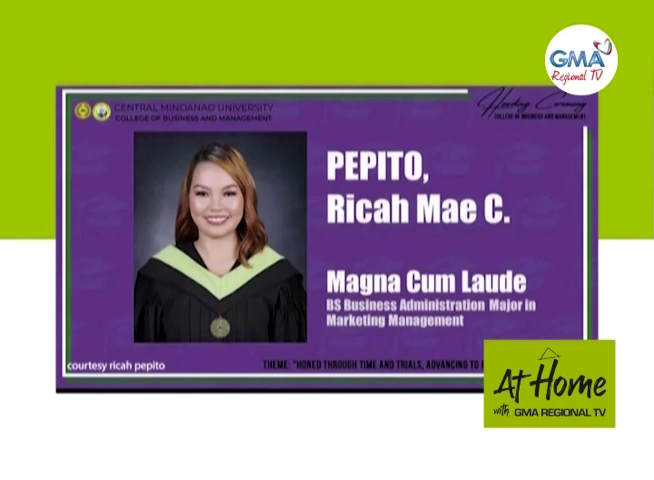 GMA
Regional TV
CENTRAL MINDANAO UNIVERSITY
COLLEGE OF BUSINESS AND MANAGEMENT
Hooding Ceremony
COLLEGE OF BUSINESS AND MANAGEMENT
PEPITO,
Ricah Mae C.
Magna Cum Laude
BS Business Administration Major in
Marketing Management
courtesy ricah pepito
THEME: "HONED THROUGH TIME AND TRIALS, ADVANCING TO
At Home
with GMA REGIONAL TV